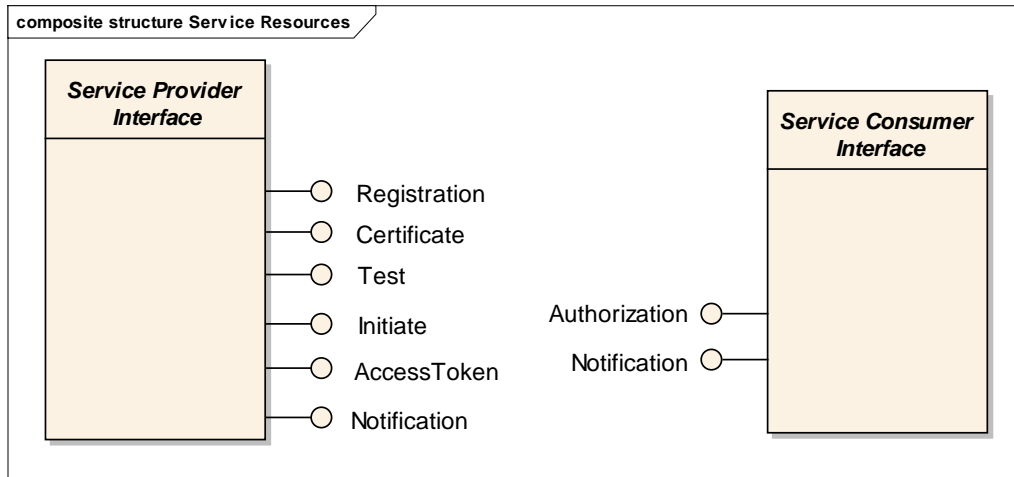 composite structure Service Resources
Service Provider
Interface
Registration
Certificate
Test
Initiate
AccessToken
Notification
Service Consumer
Interface
Authorization
Notification